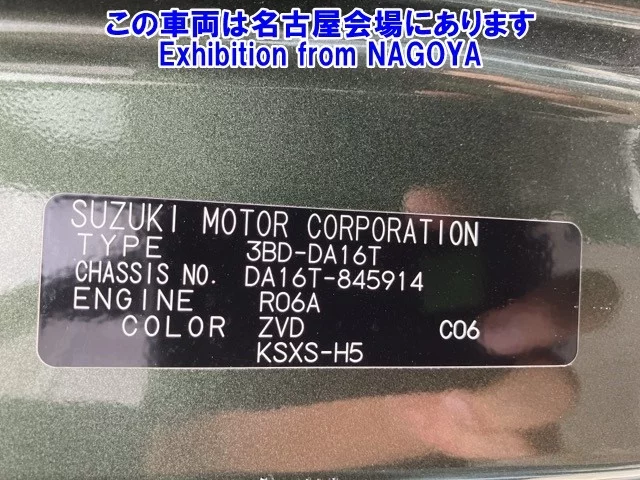 この車両は名古屋会場にあります
Exhibition from NAGOYA
SUZUKI MOTOR CORPORATION
TYPE 3BD-DA16T
CHASSIS NO. DA16T-845914
ENGINE R06A
COLOR ZVD C06
KSXS-H5